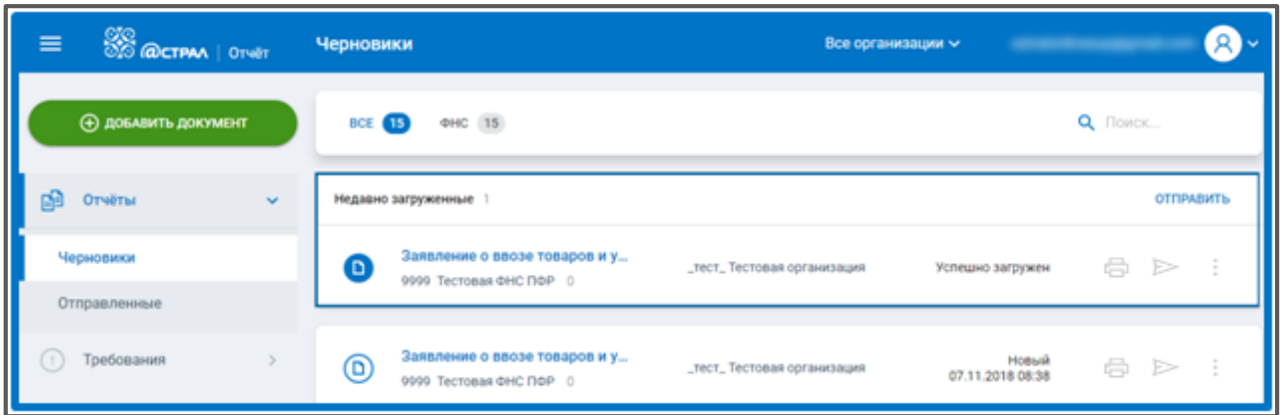 @СТРАЛ | Отчёт Черновики Все организации
ДОБАВИТЬ ДОКУМЕНТ ВСЕ 15 ФНС 15 Поиск...
Отчёты Недавно загруженные 1 ОТПРАВИТЬ
Черновики Заявление о ввозе товаров и у... _тест_ Тестовая организация Успешно загружен
9999 Тестовая ФНС ПФР 0
Отправленные
Требования Заявление о ввозе товаров и у... _тест_ Тестовая организация Новый
9999 Тестовая ФНС ПФР 0 07.11.2018 08:38